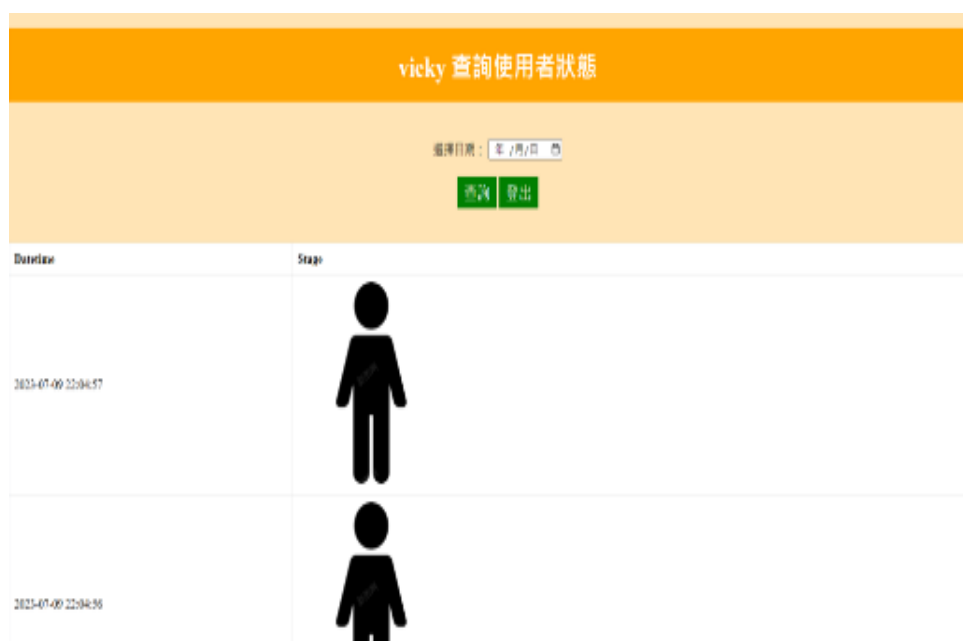 vicky 查詢使用者狀態
選擇日期： 年 /月/日
查詢 登出
Datetime Stage
2023-07-09 22:04:57
2023-07-09 22:04:56